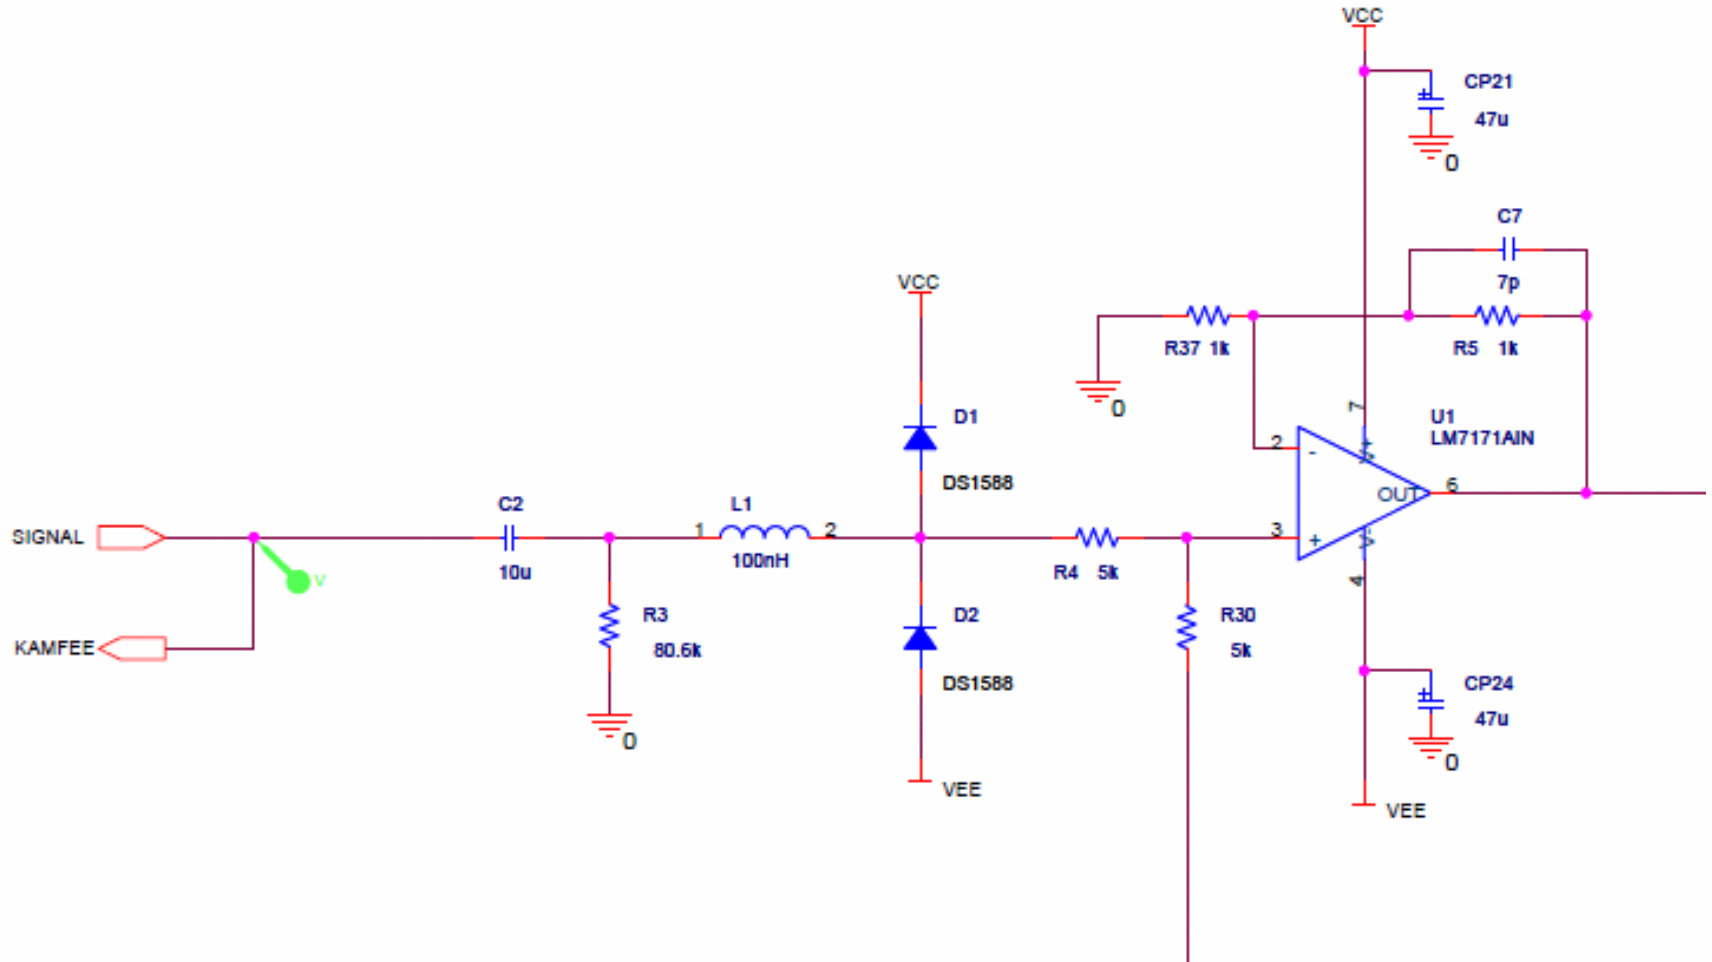 VCC
CP21
47u
0
C7
7p
VCC
R37 1k
R5 1k
0
D1
7
U1
LM7171AIN
2
-
V+
DS1588
OUT
6
C2
L1
SIGNAL
1
2
3
+
V-
10u
100nH
R4 5k
4
V
D2
R3
R30
KAMFEE
80.6k
5k
DS1588
CP24
47u
0
0
VEE
VEE